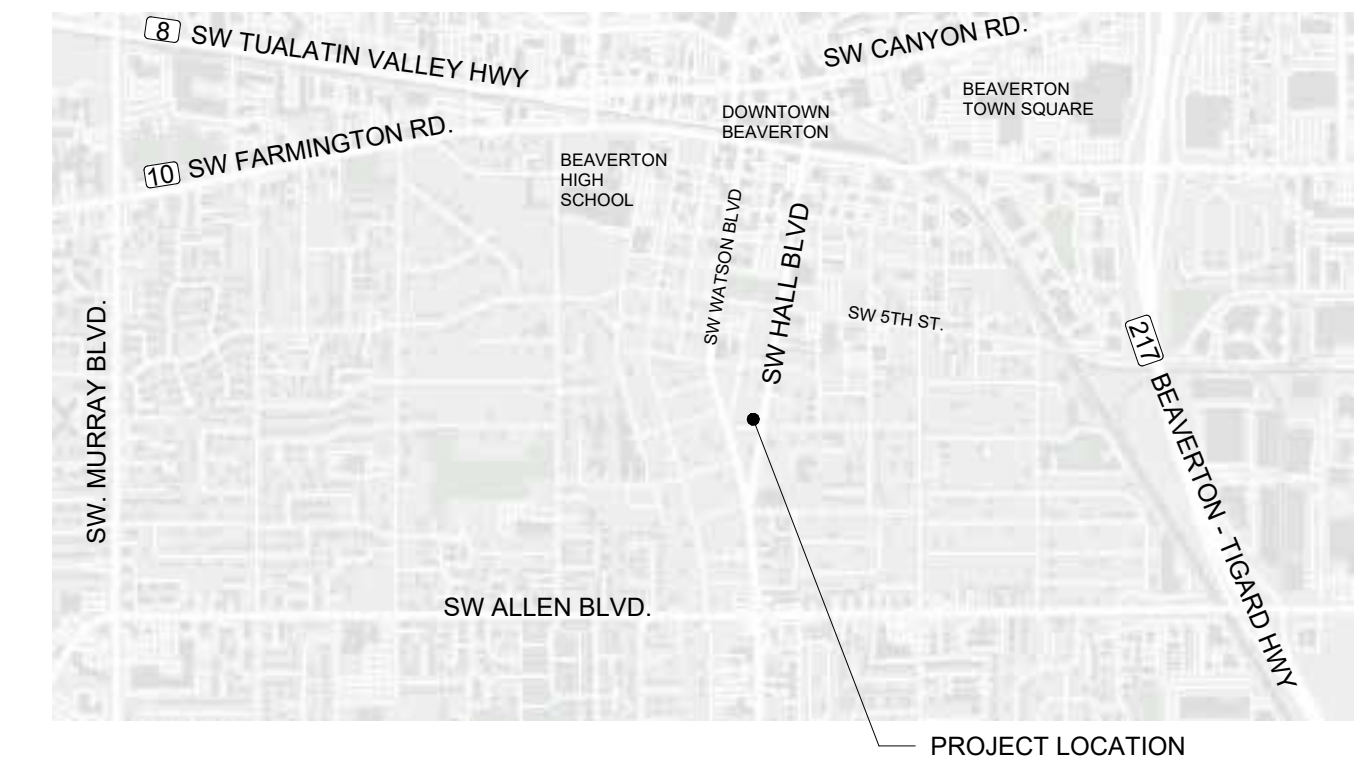 8 SW TUALATIN VALLEY HWY
SW CANYON RD.
BEAVERTON
TOWN SQUARE
DOWNTOWN
BEAVERTON
10 SW FARMINGTON RD.
BEAVERTON
HIGH
SCHOOL
SW WATSON BLVD
SW HALL BLVD
SW 5TH ST.
SW. MURRAY BLVD.
217 BEAVERTON - TIGARD HWY
SW ALLEN BLVD.
PROJECT LOCATION